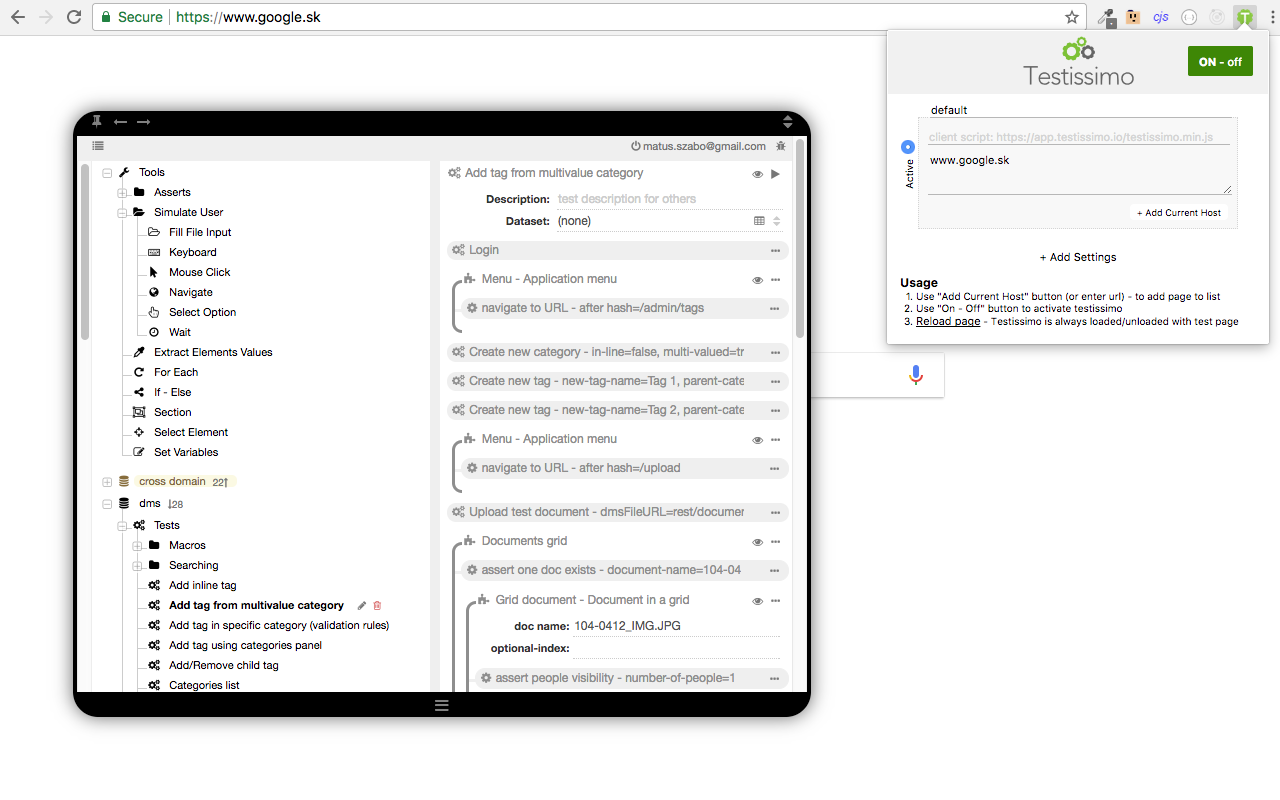 Secure https://www.google.sk
cjs
T
Testissimo
ON - off
default
client script: https://app.testissimo.io/testissimo.min.js
www.google.sk
Active
+ Add Current Host
+ Add Settings
Usage
1. Use "Add Current Host" button (or enter url) - to add page to list
2. Use "On - Off" button to activate testissimo
3. Reload page - Testissimo is always loaded/unloaded with test page
matus.szabo@gmail.com
Tools
Asserts
Simulate User
Fill File Input
Keyboard
Mouse Click
Navigate
Select Option
Wait
Extract Elements Values
For Each
If - Else
Section
Select Element
Set Variables
cross domain 22↑
dms ↓28
Tests
Macros
Searching
Add inline tag
Add tag from multivalue category
Add tag in specific category (validation rules)
Add tag using categories panel
Add/Remove child tag
Categories list
Add tag from multivalue category
Description: test description for others
Dataset: (none)
Login
Menu - Application menu
navigate to URL - after hash=/admin/tags
Create new category - in-line=false, multi-valued=tr
Create new tag - new-tag-name=Tag 1, parent-cate
Create new tag - new-tag-name=Tag 2, parent-cate
Menu - Application menu
navigate to URL - after hash=/upload
Upload test document - dmsFileURL=rest/documer
Documents grid
assert one doc exists - document-name=104-04
Grid document - Document in a grid
doc name: 104-0412_IMG.JPG
optional-index:
assert people visibility - number-of-people=1